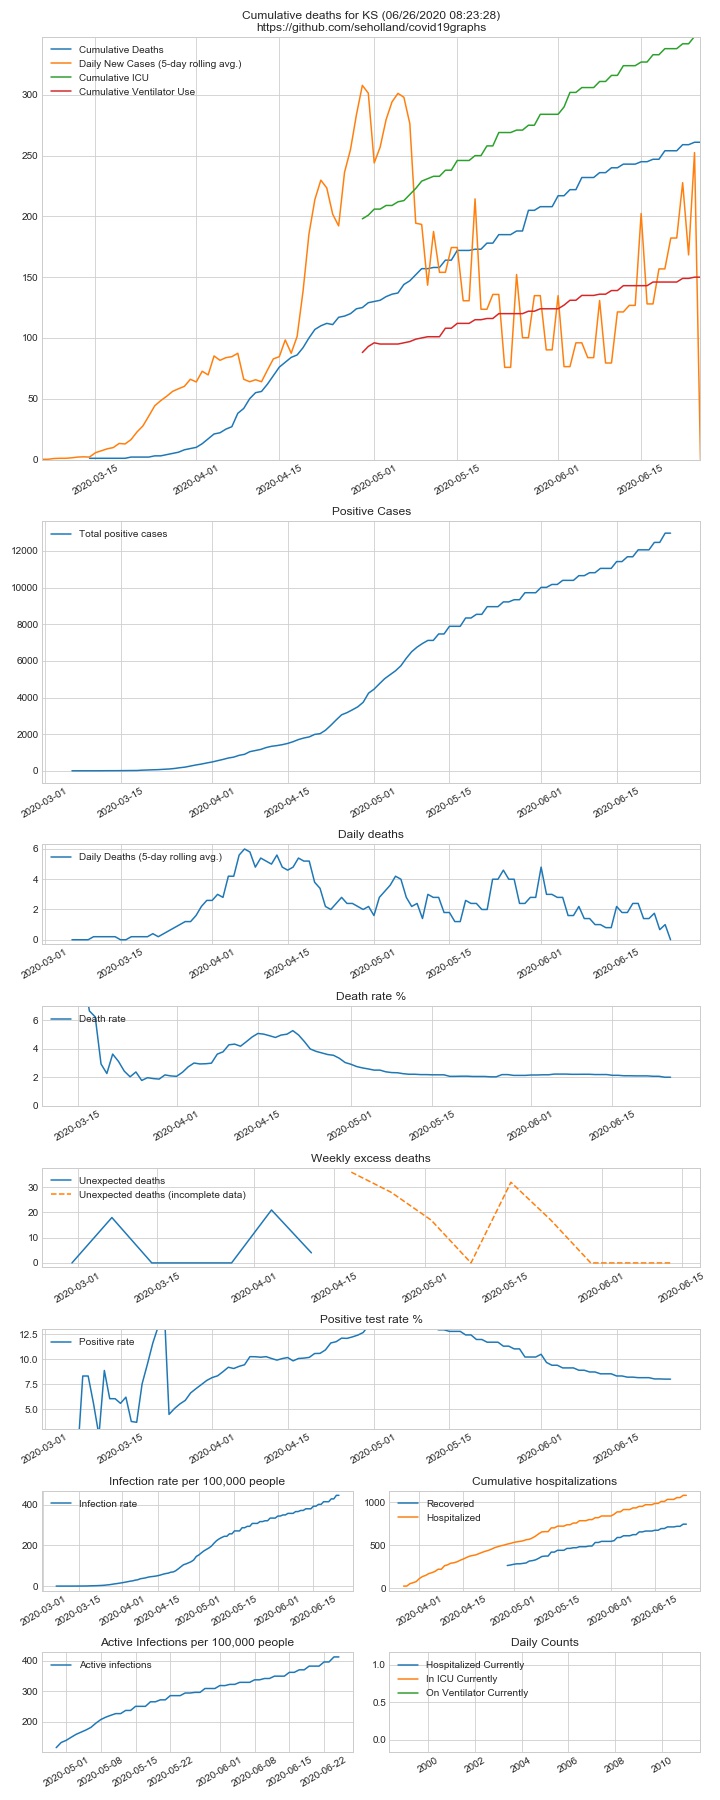 Cumulative deaths for KS (06/26/2020 08:23:28)
https://github.com/seholland/covid19graphs
Cumulative Deaths
Daily New Cases (5-day rolling avg.)
Cumulative ICU
Cumulative Ventilator Use
300
250
200
150
100
50
0
2020-03-15 2020-04-01 2020-04-15 2020-05-01 2020-05-15 2020-06-01 2020-06-15
Positive Cases
Total positive cases
12000
10000
8000
6000
4000
2000
0
2020-03-01 2020-03-15 2020-04-01 2020-04-15 2020-05-01 2020-05-15 2020-06-01 2020-06-15
Daily deaths
Daily Deaths (5-day rolling avg.)
6
4
2
0
2020-03-01 2020-03-15 2020-04-01 2020-04-15 2020-05-01 2020-05-15 2020-06-01 2020-06-15
Death rate %
Death rate
6
4
2
0
2020-03-15 2020-04-01 2020-04-15 2020-05-01 2020-05-15 2020-06-01 2020-06-15
Weekly excess deaths
Unexpected deaths
Unexpected deaths (incomplete data)
30
20
10
0
2020-03-01 2020-03-15 2020-04-01 2020-04-15 2020-05-01 2020-05-15 2020-06-01 2020-06-15
Positive test rate %
Positive rate
12.5
10.0
7.5
5.0
2020-03-01 2020-03-15 2020-04-01 2020-04-15 2020-05-01 2020-05-15 2020-06-01 2020-06-15
Infection rate per 100,000 people
Infection rate
400
200
0
2020-03-01 2020-03-15 2020-04-01 2020-04-15 2020-05-01 2020-05-15 2020-06-01 2020-06-15
Cumulative hospitalizations
Recovered
Hospitalized
1000
500
0
2020-04-01 2020-04-15 2020-05-01 2020-05-15 2020-06-01 2020-06-15
Active Infections per 100,000 people
Active infections
400
300
200
2020-05-01 2020-05-08 2020-05-15 2020-05-22 2020-06-01 2020-06-08 2020-06-15 2020-06-22
Daily Counts
Hospitalized Currently
In ICU Currently
On Ventilator Currently
1.0
0.5
0.0
2000 2002 2004 2006 2008 2010